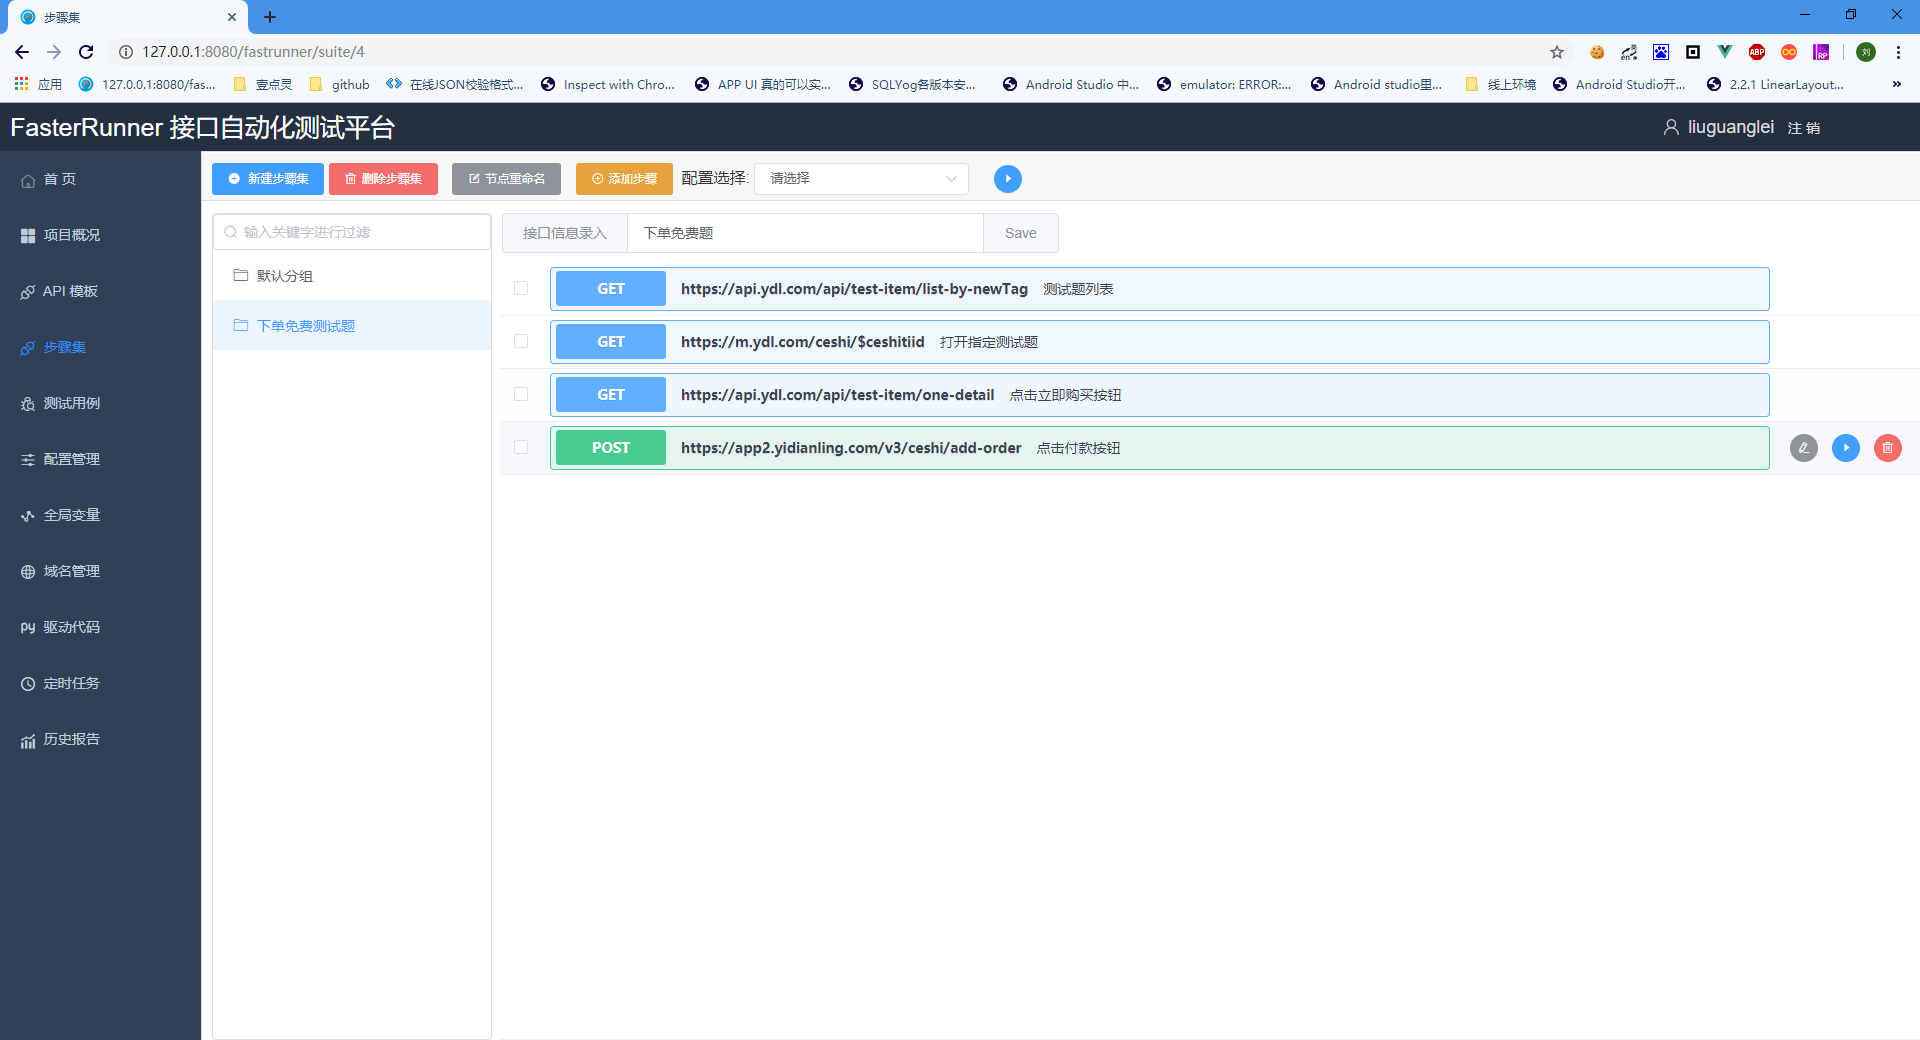 步骤集
127.0.0.1:8080/fastrunner/suite/4
应用
127.0.0.1:8080/fas...
壹点灵
github
在线JSON校验格式...
Inspect with Chro...
APP UI 真的可以实...
SQLYog各版本安...
Android Studio 中...
emulator: ERROR:...
Android studio里...
线上环境
Android Studio开...
2.2.1 LinearLayout...
»
FasterRunner 接口自动化测试平台
liuguanglei
注 销
首 页
项目概况
API 模板
步骤集
测试用例
配置管理
全局变量
域名管理
py 驱动代码
定时任务
历史报告
新建步骤集
删除步骤集
节点重命名
添加步骤
配置选择:
请选择
输入关键字进行过滤
默认分组
下单免费测试题
接口信息录入
下单免费题
Save
GET https://api.ydl.com/api/test-item/list-by-newTag 测试题列表
GET https://m.ydl.com/ceshi/$ceshitiid 打开指定测试题
GET https://api.ydl.com/api/test-item/one-detail 点击立即购买按钮
POST https://app2.yidianling.com/v3/ceshi/add-order 点击付款按钮
ABP
RP
刘